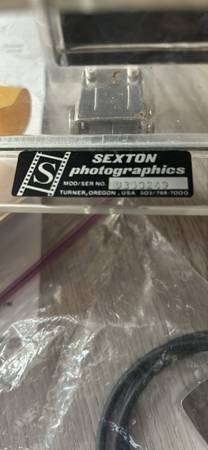 S
SEXTON
photographics
MOD/SER NO.
TURNER, OREGON, USA 503/769-7000